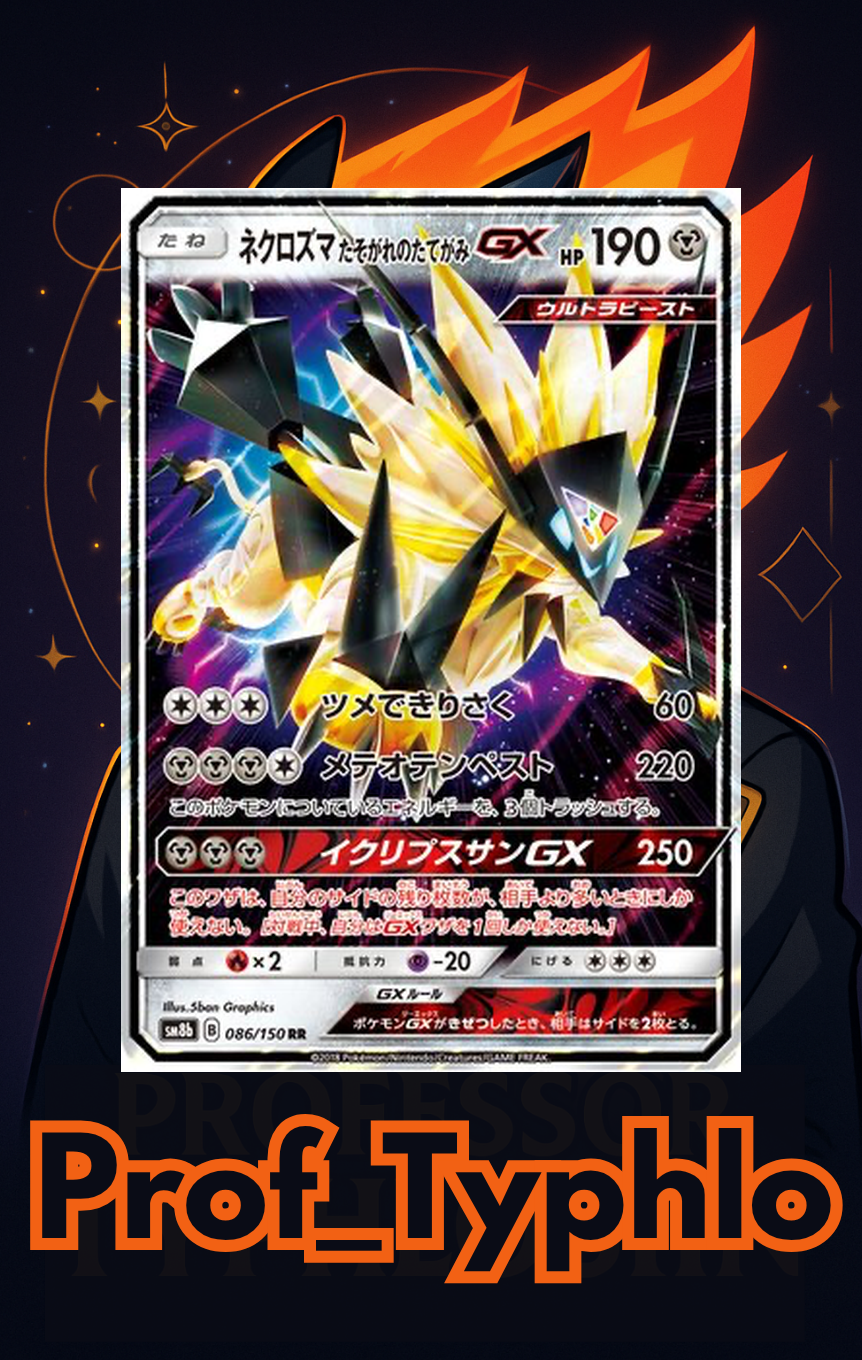 たね ネクロズマ たそがれのたてがみ GX HP 190
ウルトラビースト
ツメできりさく 60
メテオテンペスト 220
このポケモンについているエネルギーを、3個トラッシュする。
イクリプスサンGX 250
このワザは、自分のサイドの残り枚数が、相手より多いときにしか
使えない。[対戦中、自分はGXワザを1回しか使えない。]
弱点 ×2 抵抗力 -20 にげる
GXルール
Illus.5ban Graphics
ポケモンGXがきぜつしたとき、相手はサイドを2枚とる。
SM8b B 086/150 RR
©2018 Pokémon/Nintendo/Creatures/GAME FREAK.
PROFESSOR
Prof_Typhlo